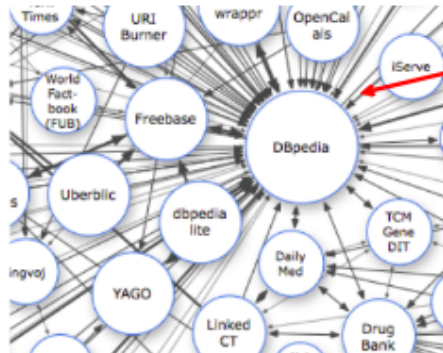 Times
URI
Burner
wrappr
OpenCal
ais
iServe
World
Fact-
book
(FUB)
Freebase
DBpedia
Uberblic
dbpedia
lite
TCM
Gene
DIT
s
ingvoj
Daily
Med
YAGO
Linked
CT
Drug
Bank